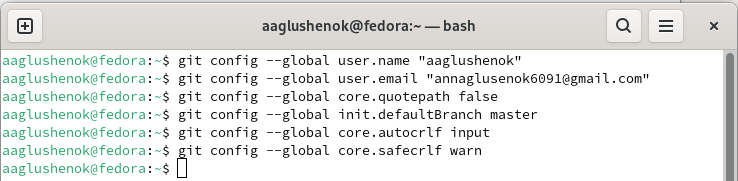 aaglushenok@fedora:~ — bash
aaglushenok@fedora:~$ git config --global user.name "aaglushenok"
aaglushenok@fedora:~$ git config --global user.email "annaglusenok6091@gmail.com"
aaglushenok@fedora:~$ git config --global core.quotepath false
aaglushenok@fedora:~$ git config --global init.defaultBranch master
aaglushenok@fedora:~$ git config --global core.autocrlf input
aaglushenok@fedora:~$ git config --global core.safecrlf warn
aaglushenok@fedora:~$